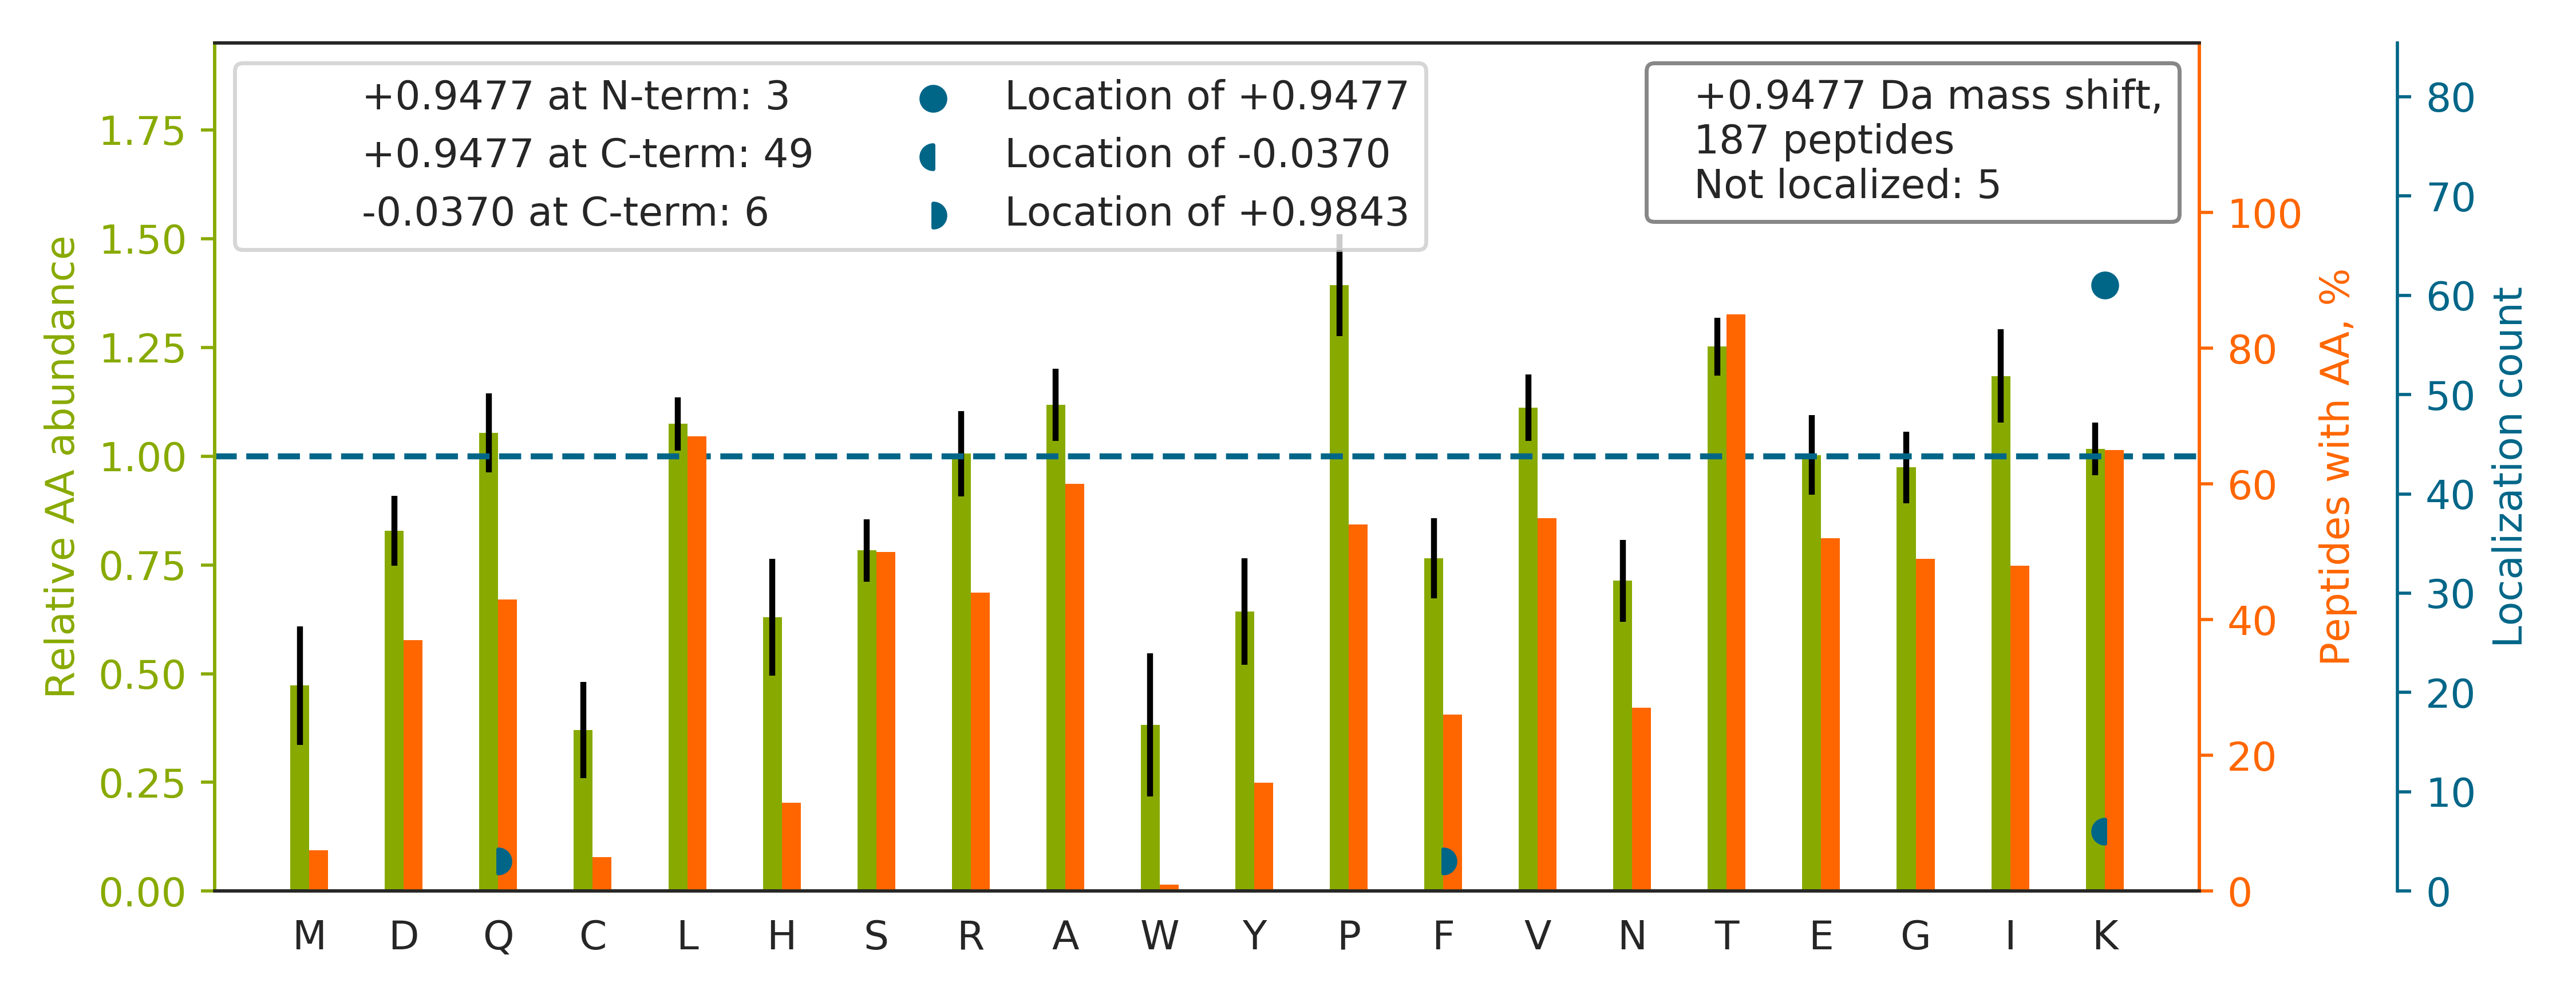 +0.9477 at N-term: 3
+0.9477 at C-term: 49
-0.0370 at C-term: 6
Location of +0.9477
Location of -0.0370
Location of +0.9843
+0.9477 Da mass shift,
187 peptides
Not localized: 5
Relative AA abundance
1.75
1.50
1.25
1.00
0.75
0.50
0.25
0.00
M D Q C L H S R A W Y P F V N T E G I K
100
80
60
40
20
0
Peptides with AA, %
80
70
60
50
40
30
20
10
0
Localization count